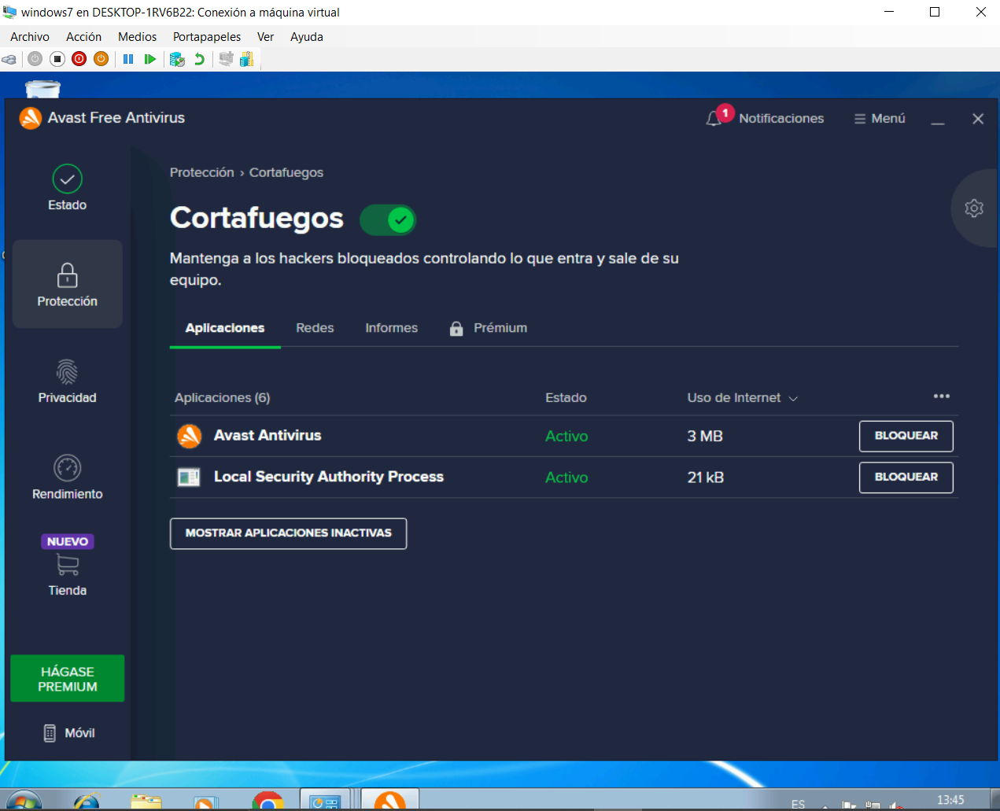 windows7 en DESKTOP-1RV6B22: Conexión a máquina virtual
Archivo Acción Medios Portapapeles Ver Ayuda
Avast Free Antivirus
1 Notificaciones
Menú
Estado
Protección › Cortafuegos
Cortafuegos
Mantenga a los hackers bloqueados controlando lo que entra y sale de su
equipo.
Protección
Aplicaciones Redes Informes Prémium
Privacidad
Aplicaciones (6) Estado Uso de Internet
Avast Antivirus Activo 3 MB BLOQUEAR
Local Security Authority Process Activo 21 kB BLOQUEAR
Rendimiento
MOSTRAR APLICACIONES INACTIVAS
NUEVO
Tienda
HÁGASE
PREMIUM
Móvil
ES
13:45